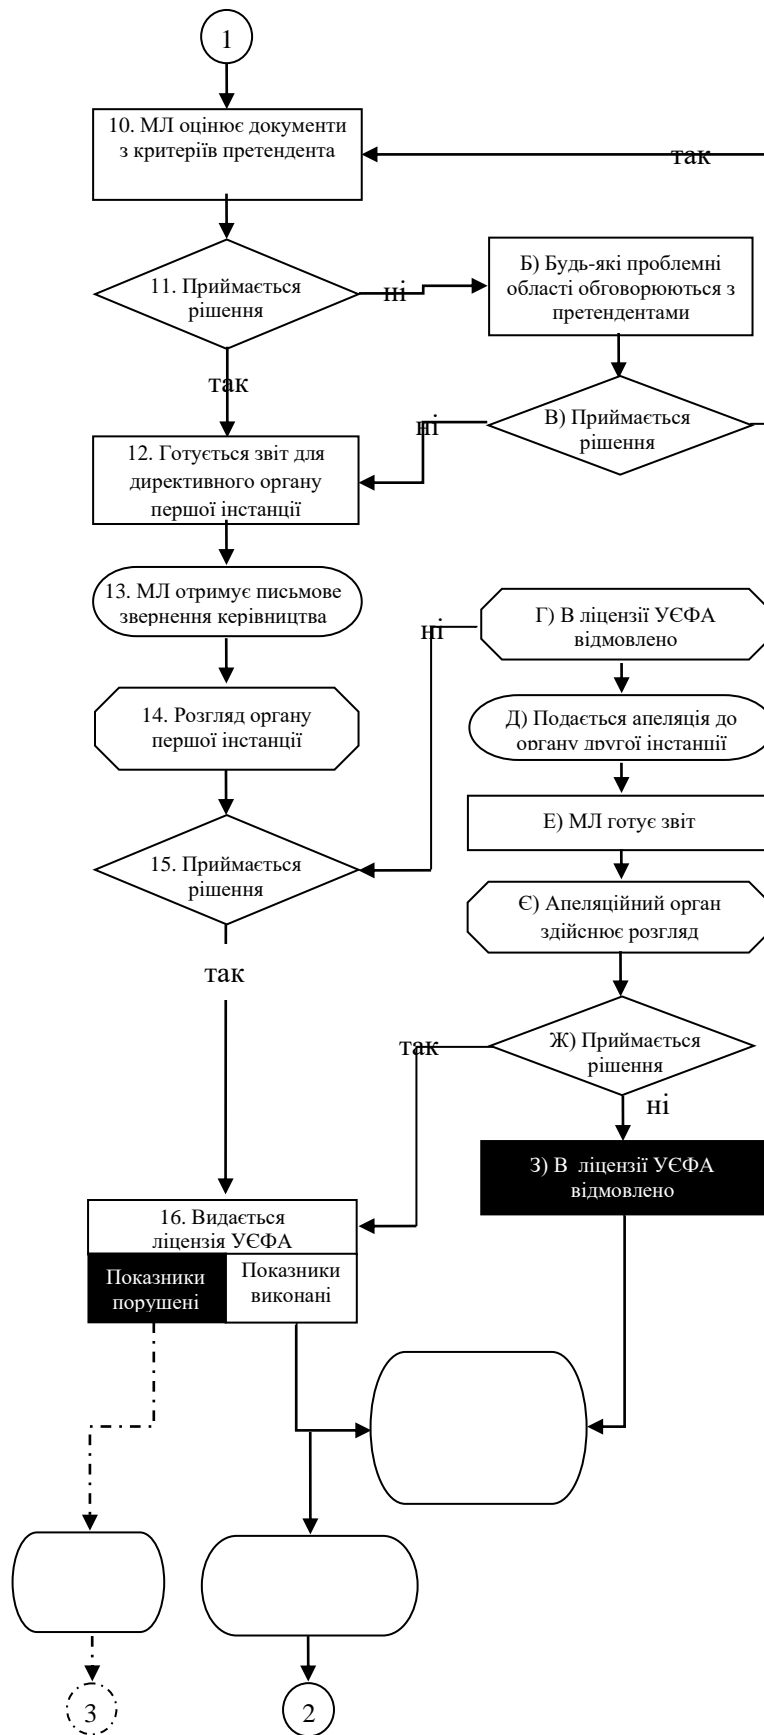 1
10. МЛ оцінює документи
з критеріїв претендента
так
11. Приймається
рішення
ні
Б) Будь-які проблемні
області обговорюються з
претендентами
так
В) Приймається
рішення
ні
12. Готується звіт для
директивного органу
першої інстанції
13. МЛ отримує письмове
звернення керівництва
Г) В ліцензії УЄФА
відмовлено
ні
14. Розгляд органу
першої інстанції
Д) Подається апеляція до
органу другої інстанції
Е) МЛ готує звіт
15. Приймається
рішення
Є) Апеляційний орган
здійснює розгляд
так
Ж) Приймається
рішення
так
ні
З) В ліцензії УЄФА
відмовлено
16. Видається
ліцензія УЄФА
Показники
порушені
Показники
виконані
3
2